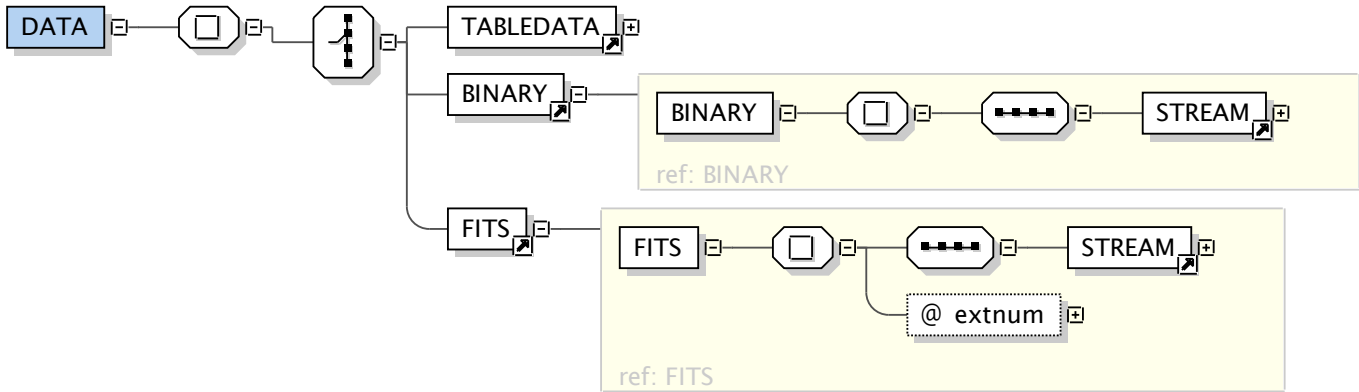 DATA
TABLEDATA
BINARY
BINARY
STREAM
ref: BINARY
FITS
FITS
STREAM
@ extnum
ref: FITS